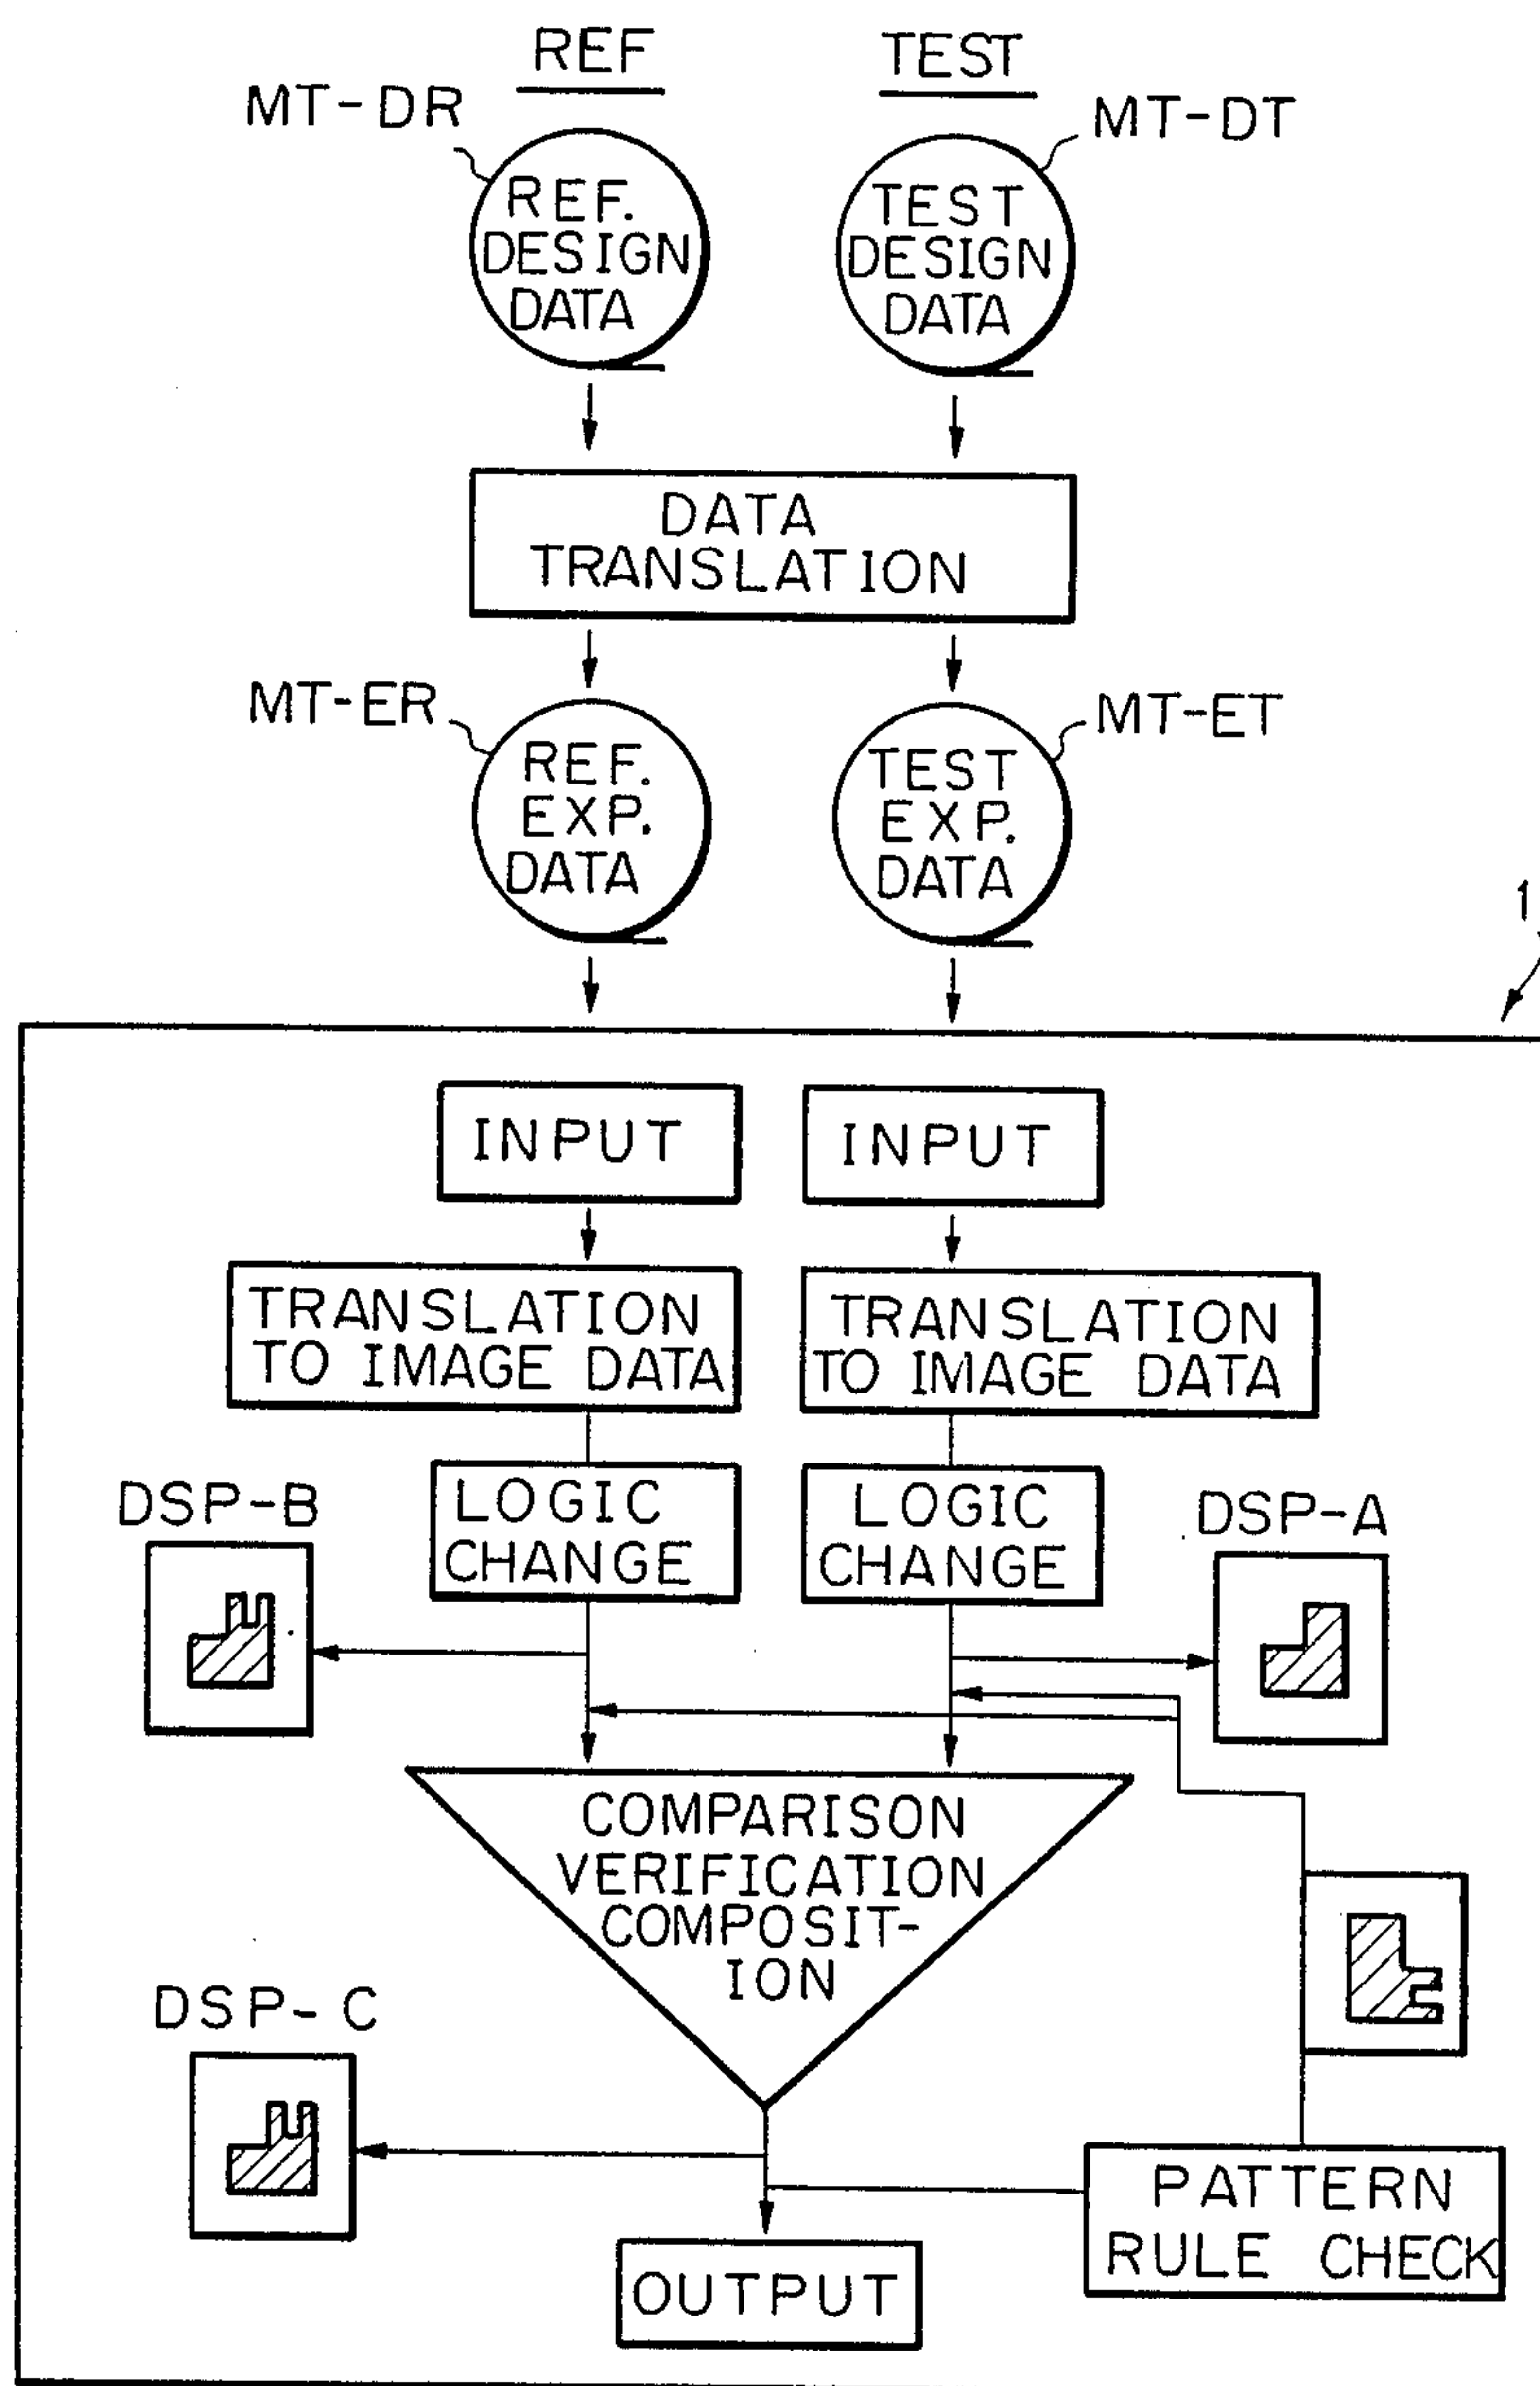 REF
TEST
MT-DR
MT-DT
REF.
DESIGN
DATA
TEST
DESIGN
DATA
DATA
TRANSLATION
MT-ER
MT-ET
REF.
EXP.
DATA
TEST
EXP.
DATA
1
INPUT
INPUT
TRANSLATION
TO IMAGE DATA
TRANSLATION
TO IMAGE DATA
LOGIC
CHANGE
LOGIC
CHANGE
DSP-B
DSP-A
COMPARISON
VERIFICATION
COMPOSIT-
ION
DSP-C
PATTERN
RULE CHECK
OUTPUT